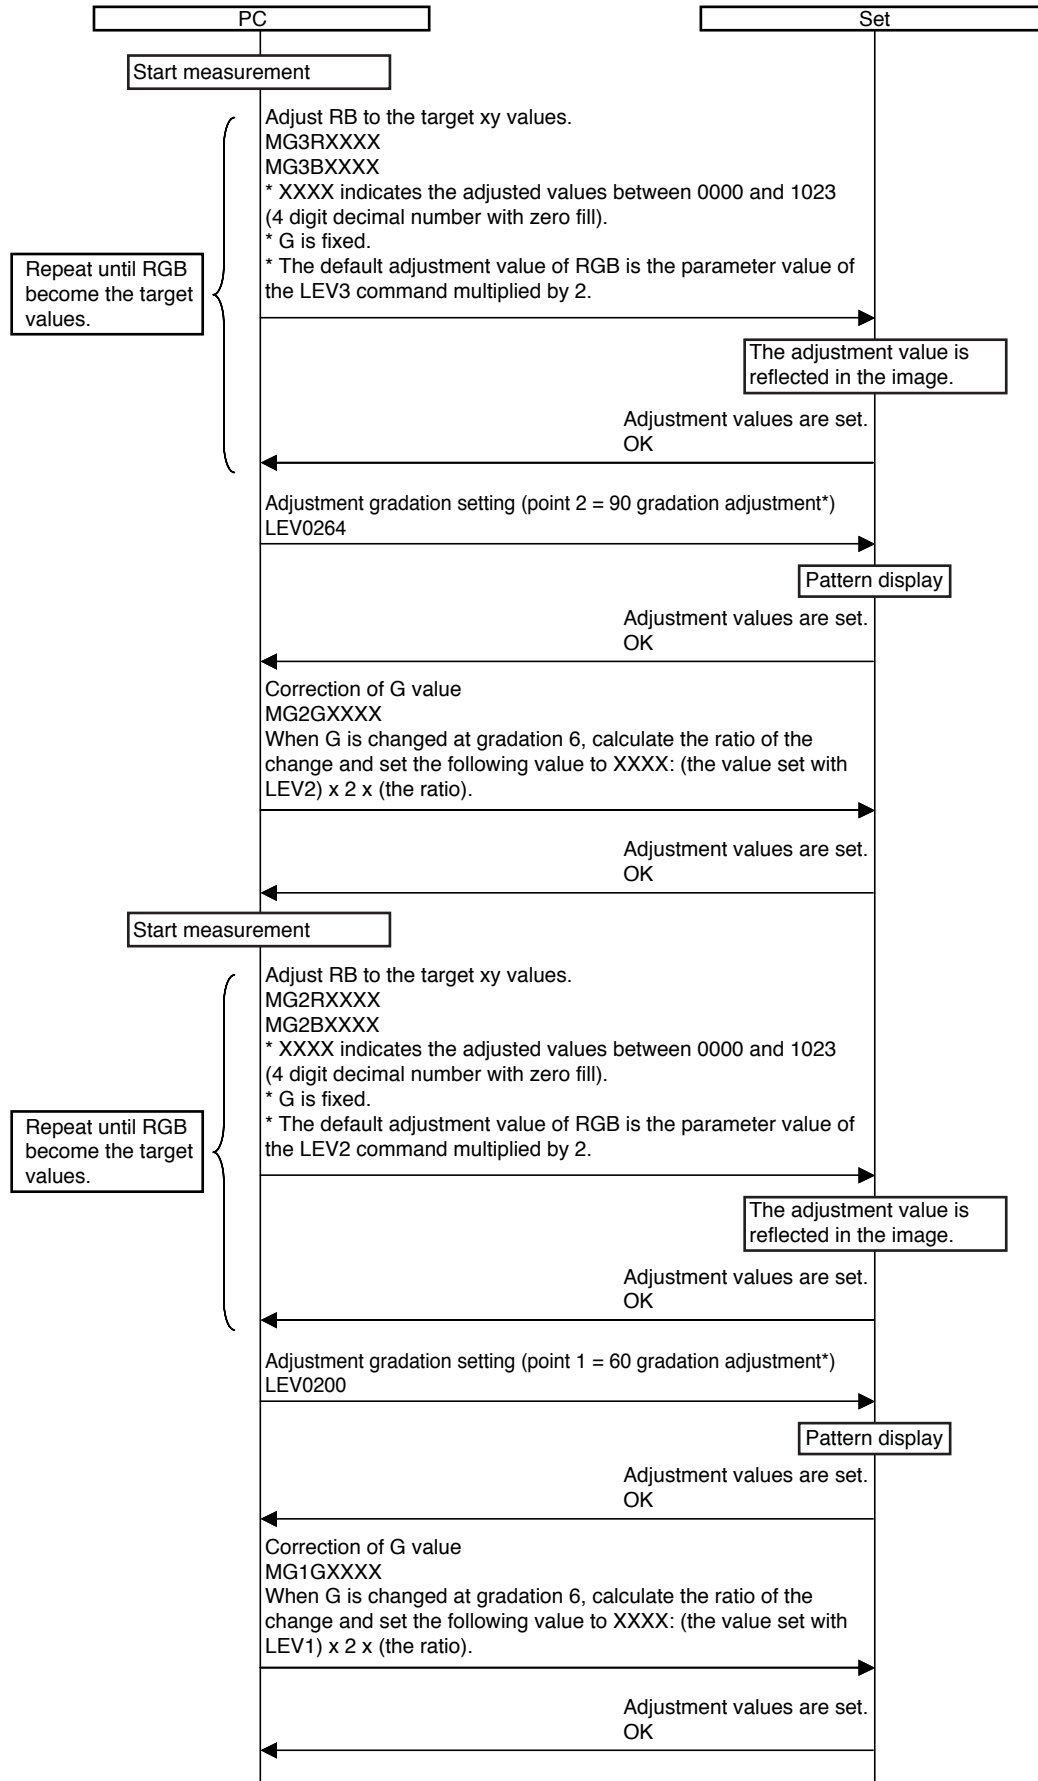 PC
Set
Start measurement
Adjust RB to the target xy values.
MG3RXXXX
MG3BXXXX
* XXXX indicates the adjusted values between 0000 and 1023
(4 digit decimal number with zero fill).
* G is fixed.
* The default adjustment value of RGB is the parameter value of
the LEV3 command multiplied by 2.
Repeat until RGB
become the target
values.
The adjustment value is
reflected in the image.
Adjustment values are set.
OK
Adjustment gradation setting (point 2 = 90 gradation adjustment*)
LEV0264
Pattern display
Adjustment values are set.
OK
Correction of G value
MG2GXXXX
When G is changed at gradation 6, calculate the ratio of the
change and set the following value to XXXX: (the value set with
LEV2) x 2 x (the ratio).
Adjustment values are set.
OK
Start measurement
Adjust RB to the target xy values.
MG2RXXXX
MG2BXXXX
* XXXX indicates the adjusted values between 0000 and 1023
(4 digit decimal number with zero fill).
* G is fixed.
* The default adjustment value of RGB is the parameter value of
the LEV2 command multiplied by 2.
Repeat until RGB
become the target
values.
The adjustment value is
reflected in the image.
Adjustment values are set.
OK
Adjustment gradation setting (point 1 = 60 gradation adjustment*)
LEV0200
Pattern display
Adjustment values are set.
OK
Correction of G value
MG1GXXXX
When G is changed at gradation 6, calculate the ratio of the
change and set the following value to XXXX: (the value set with
LEV1) x 2 x (the ratio).
Adjustment values are set.
OK